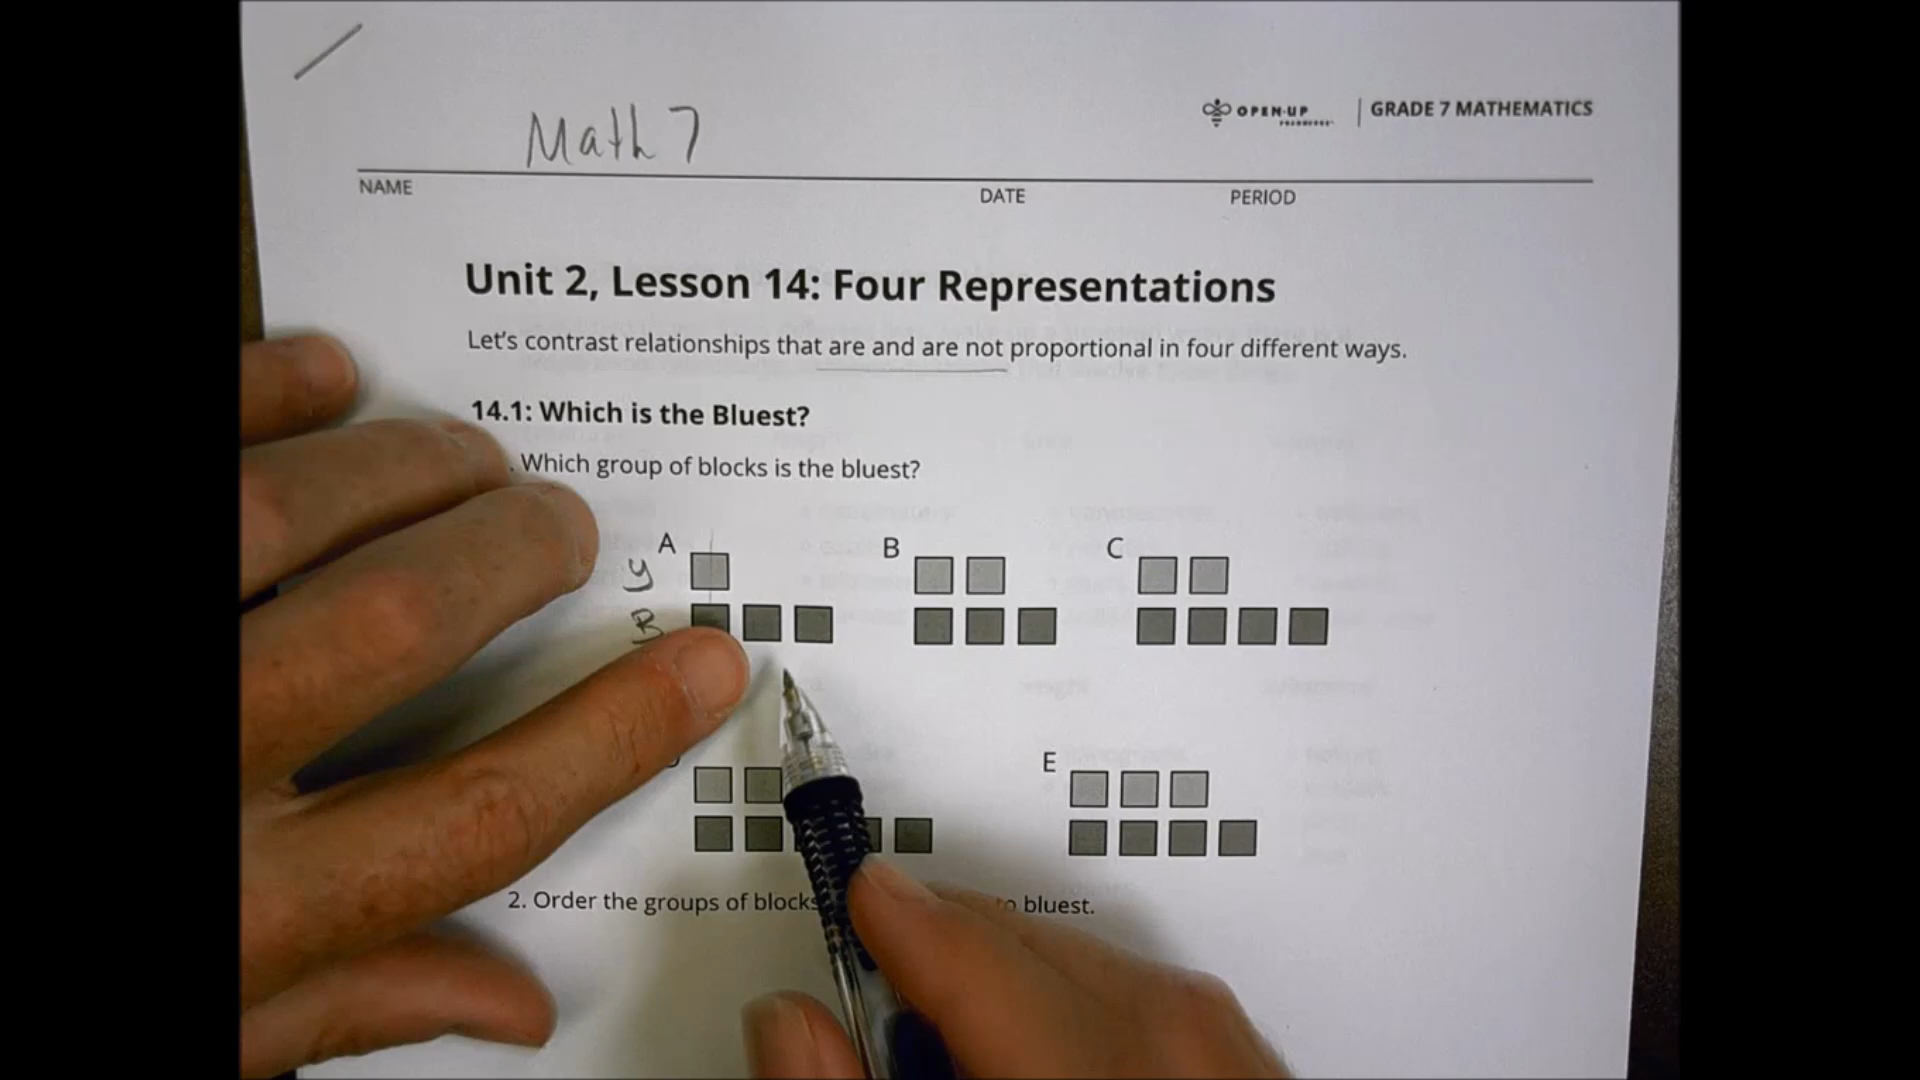 Math 7
OPEN-UP | GRADE 7 MATHEMATICS
NAME DATE PERIOD
Unit 2, Lesson 14: Four Representations
Let's contrast relationships that are and are not proportional in four different ways.
14.1: Which is the Bluest?
. Which group of blocks is the bluest?
A B C
y
B
E
2. Order the groups of blocks bluest.